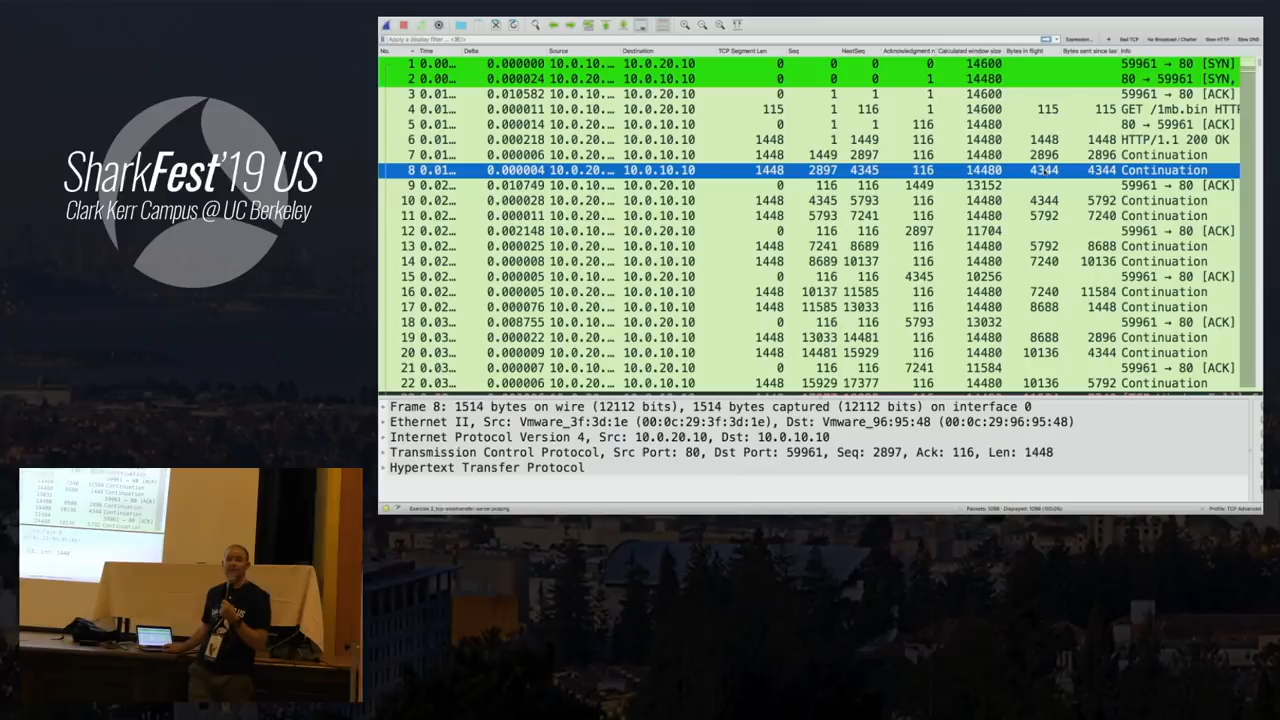 SharkFest'19 US
Clark Kerr Campus @ UC Berkeley
Apply a display filter ... <⌘/>
Expression... + Bad TCP No Broadcast / Chatter Slow HTTP Slow DNS
No. Time Delta Source Destination TCP Segment Len Seq NextSeq Acknowledgment n Calculated window size Bytes in flight Bytes sent since las Info
1 0.00… 0.000000 10.0.10.… 10.0.20.10 0 0 0 0 14600 59961 → 80 [SYN]
2 0.00… 0.000024 10.0.20.… 10.0.10.10 0 0 0 1 14480 80 → 59961 [SYN,
3 0.01… 0.010582 10.0.10.… 10.0.20.10 0 1 1 1 14600 59961 → 80 [ACK]
4 0.01… 0.000011 10.0.10.… 10.0.20.10 115 1 116 1 14600 115 115 GET /1mb.bin HTT
5 0.01… 0.000014 10.0.20.… 10.0.10.10 0 1 1 116 14480 80 → 59961 [ACK]
6 0.01… 0.000218 10.0.20.… 10.0.10.10 1448 1 1449 116 14480 1448 1448 HTTP/1.1 200 OK
7 0.01… 0.000006 10.0.20.… 10.0.10.10 1448 1449 2897 116 14480 2896 2896 Continuation
8 0.01… 0.000004 10.0.20.… 10.0.10.10 1448 2897 4345 116 14480 4344 4344 Continuation
9 0.02… 0.010749 10.0.10.… 10.0.20.10 0 116 116 1449 13152 59961 → 80 [ACK]
10 0.02… 0.000028 10.0.20.… 10.0.10.10 1448 4345 5793 116 14480 4344 5792 Continuation
11 0.02… 0.000011 10.0.20.… 10.0.10.10 1448 5793 7241 116 14480 5792 7240 Continuation
12 0.02… 0.002148 10.0.10.… 10.0.20.10 0 116 116 2897 11704 59961 → 80 [ACK]
13 0.02… 0.000025 10.0.20.… 10.0.10.10 1448 7241 8689 116 14480 5792 8688 Continuation
14 0.02… 0.000008 10.0.20.… 10.0.10.10 1448 8689 10137 116 14480 7240 10136 Continuation
15 0.02… 0.000005 10.0.10.… 10.0.20.10 0 116 116 4345 10256 59961 → 80 [ACK]
16 0.02… 0.000005 10.0.20.… 10.0.10.10 1448 10137 11585 116 14480 7240 11584 Continuation
17 0.02… 0.000076 10.0.20.… 10.0.10.10 1448 11585 13033 116 14480 8688 Continuation
18 0.03… 0.008755 10.0.10.… 10.0.20.10 0 116 116 5793 13032 59961 → 80 [ACK]
19 0.03… 0.000022 10.0.20.… 10.0.10.10 1448 13033 14481 116 14480 8688 2896 Continuation
20 0.03… 0.000009 10.0.20.… 10.0.10.10 1448 14481 15929 116 14480 10136 4344 Continuation
21 0.03… 0.000007 10.0.10.… 10.0.20.10 0 116 116 7241 11584 59961 → 80 [ACK]
22 0.03… 0.000006 10.0.20.… 10.0.10.10 1448 15929 17377 116 14480 10136 5792 Continuation
Frame 8: 1514 bytes on wire (12112 bits), 1514 bytes captured (12112 bits) on interface 0
Ethernet II, Src: Vmware_3f:3d:1e (00:0c:29:3f:3d:1e), Dst: Vmware_96:95:48 (00:0c:29:96:95:48)
Internet Protocol Version 4, Src: 10.0.20.10, Dst: 10.0.10.10
Transmission Control Protocol, Src Port: 80, Dst Port: 59961, Seq: 2897, Ack: 116, Len: 1448
Hypertext Transfer Protocol
Packets: 1098 · Displayed: 1098 (100.0%)
Profile: TCP Advanced